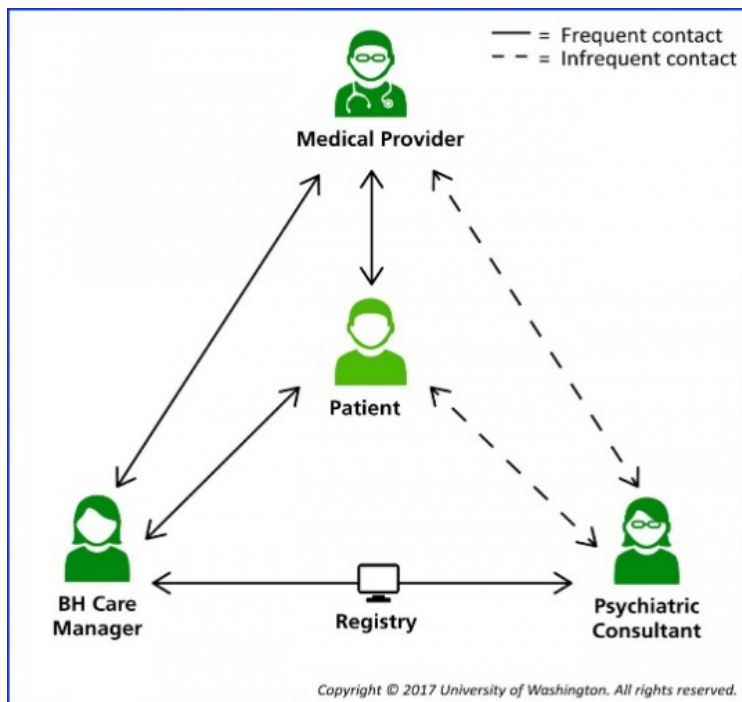 = Frequent contact
= Infrequent contact
Medical Provider
Patient
BH Care
Manager
Registry
Psychiatric
Consultant
Copyright © 2017 University of Washington. All rights reserved.